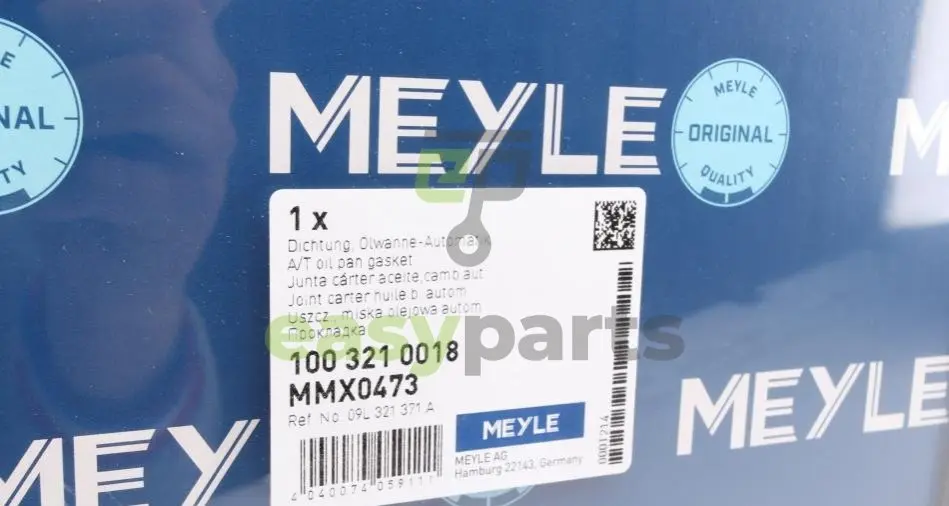 MEYLE
MEYLE
ORIGINAL
QUALITY
NAL
1 x
Dichtung, Ölwanne-Automatik
A/T oil pan gasket
Junta cárter aceite,camb.aut
Joint carter huile b. autom
Uszcz., miska olejowa autom
Прокладка
easyparts
100 321 0018
MMX0473
Ref. No. 09L 321 371 A
MEYLE
MEYLE AG
Hamburg 22143, Germany
4 040074 059111
0001214
MEYLE
MEY